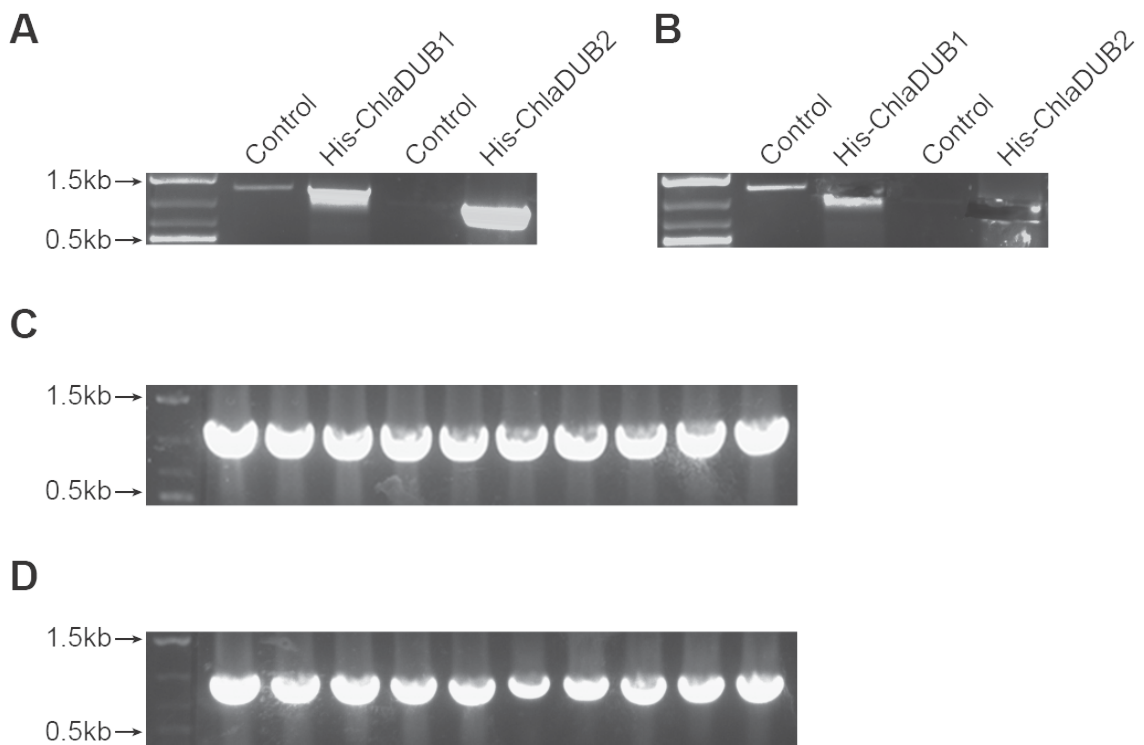 A
Control
His-ChlaDUB1
Control
His-ChlaDUB2
1.5kb
0.5kb
B
Control
His-ChlaDUB1
Control
His-ChlaDUB2
C
1.5kb
0.5kb
D
1.5kb
0.5kb